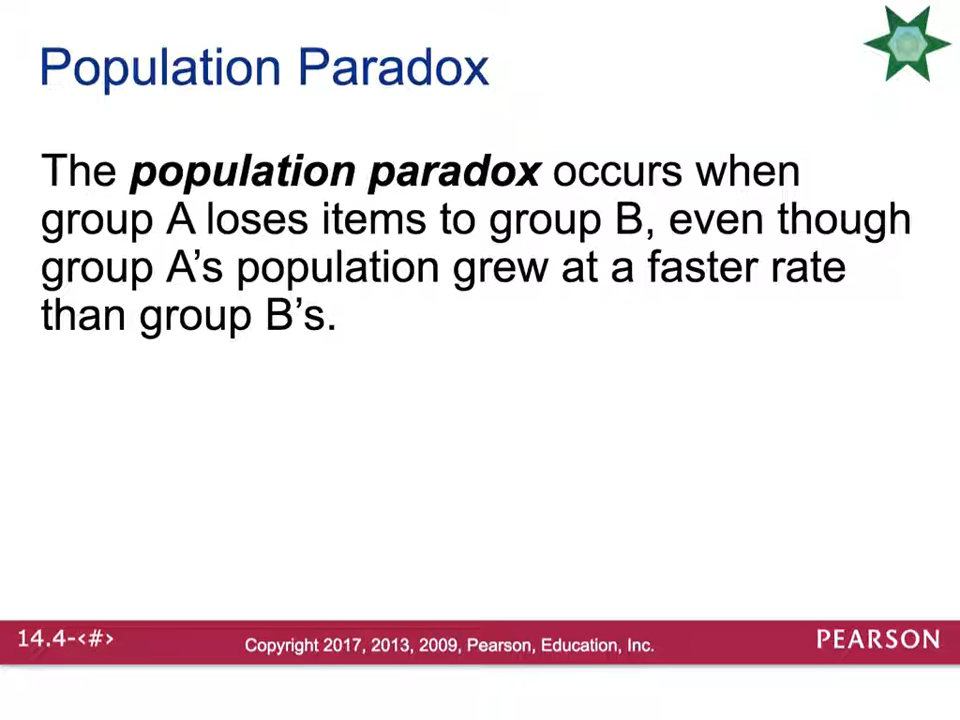 Population Paradox
The population paradox occurs when
group A loses items to group B, even though
group A’s population grew at a faster rate
than group B’s.
14.4-<#>
Copyright 2017, 2013, 2009, Pearson, Education, Inc.
PEARSON